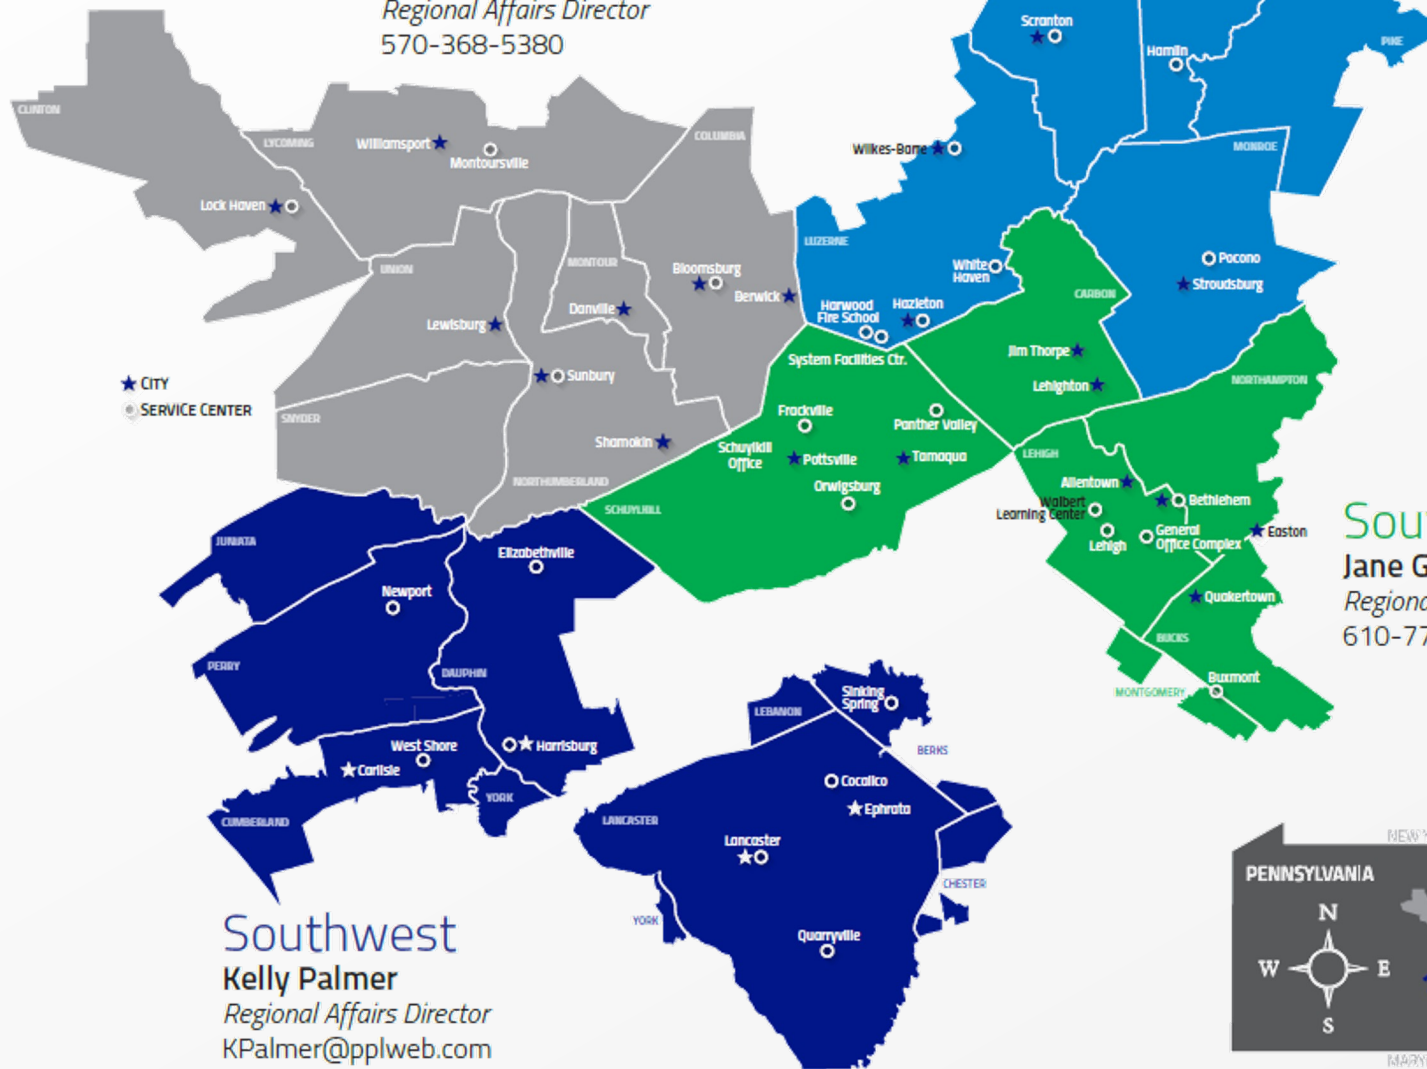 Regional Affairs Director
570-368-5380
Scranton
Hamlin
PIKE
CLINTON
LYCOMING
Williamsport
Montoursville
COLUMBIA
Wilkes-Barre
MONROE
Lock Haven
LUZERNE
UNION
MONTOUR
Bloomsburg
Berwick
White
Haven
Pocono
Stroudsburg
CARBON
Danville
Lewisburg
Harwood
Fire School
Hazleton
System Facilities Ctr.
Jim Thorpe
Lehighton
NORTHAMPTON
CITY
SERVICE CENTER
Sunbury
SNYDER
Shamokin
Frackville
Panther Valley
Schuylkill
Office
Pottsville
Tamaqua
Orwigsburg
LEHIGH
Allentown
Bethlehem
Walbert
Learning Center
Lehigh
General
Office Complex
Easton
NORTHUMBERLAND
SCHUYLKILL
Sou
Jane G
Regiona
610-77
JUNIATA
Elizabethville
Newport
Quakertown
BUCKS
PERRY
DAUPHIN
Buxmont
MONTGOMERY
Sinking
Spring
LEBANON
BERKS
West Shore
Harrisburg
Carlisle
YORK
CUMBERLAND
Cocalico
Ephrata
LANCASTER
Lancaster
CHESTER
YORK
Quarryville
Southwest
Kelly Palmer
Regional Affairs Director
KPalmer@pplweb.com
NEW Y
PENNSYLVANIA
N
W E
S
MARY